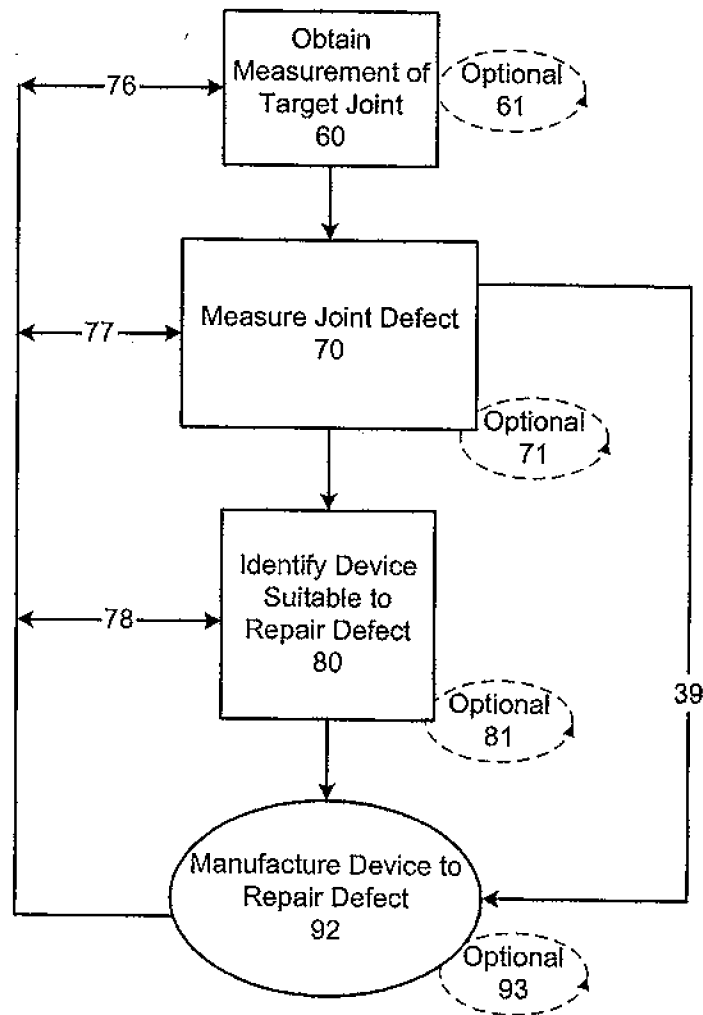 Obtain
Measurement of
Target Joint
60
Optional
61
76
Measure Joint Defect
70
77
Optional
71
Identify Device
Suitable to
Repair Defect
80
78
Optional
81
39
Manufacture Device to
Repair Defect
92
Optional
93